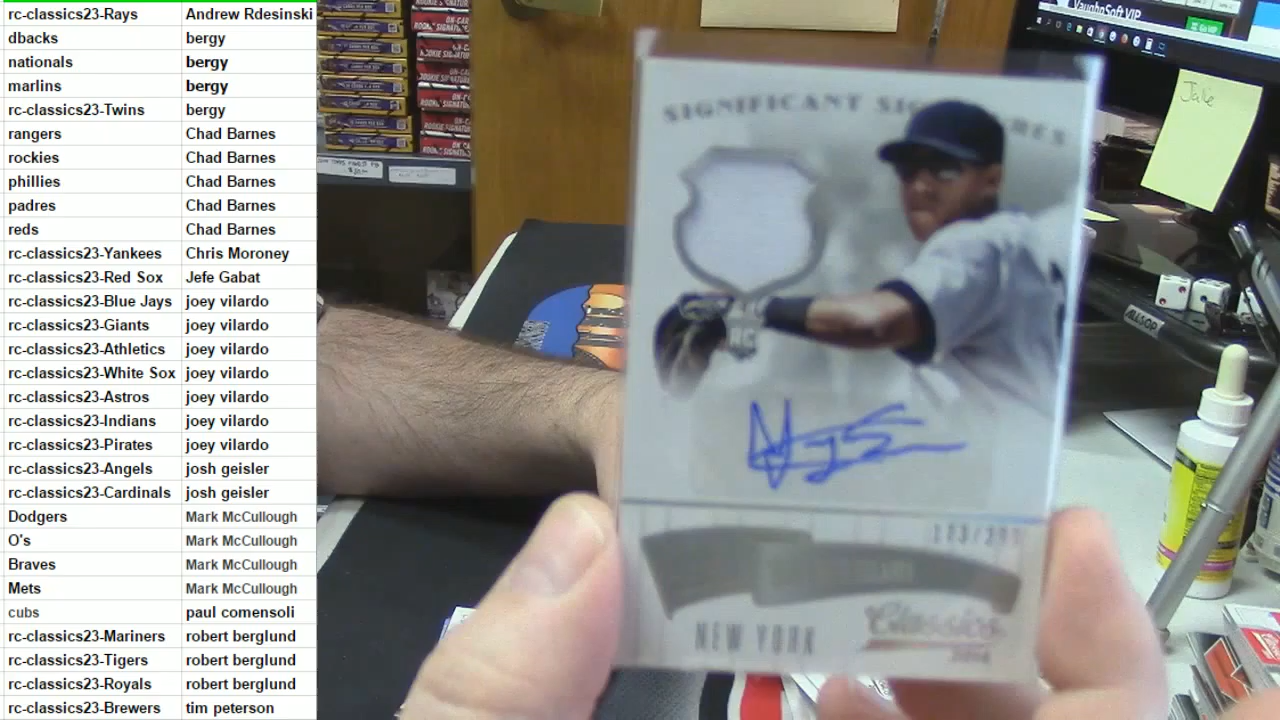 rc-classics23-Rays Andrew Rdesinski
dbacks bergy
nationals bergy
marlins bergy
rc-classics23-Twins bergy
rangers Chad Barnes
rockies Chad Barnes
phillies Chad Barnes
padres Chad Barnes
reds Chad Barnes
rc-classics23-Yankees Chris Moroney
rc-classics23-Red Sox Jefe Gabat
rc-classics23-Blue Jays joey vilardo
rc-classics23-Giants joey vilardo
rc-classics23-Athletics joey vilardo
rc-classics23-White Sox joey vilardo
rc-classics23-Astros joey vilardo
rc-classics23-Indians joey vilardo
rc-classics23-Pirates joey vilardo
rc-classics23-Angels josh geisler
rc-classics23-Cardinals josh geisler
Dodgers Mark McCullough
O's Mark McCullough
Braves Mark McCullough
Mets Mark McCullough
cubs paul comensoli
rc-classics23-Mariners robert berglund
rc-classics23-Tigers robert berglund
rc-classics23-Royals robert berglund
rc-classics23-Brewers tim peterson
VaughnSoft VIP
SIGNIFICANT
RC
NEW YORK
Classics
2014
ALLSOP